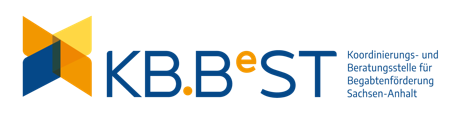 KB.BeST
Koordinierungs- und
Beratungsstelle für
Begabtenförderung
Sachsen-Anhalt